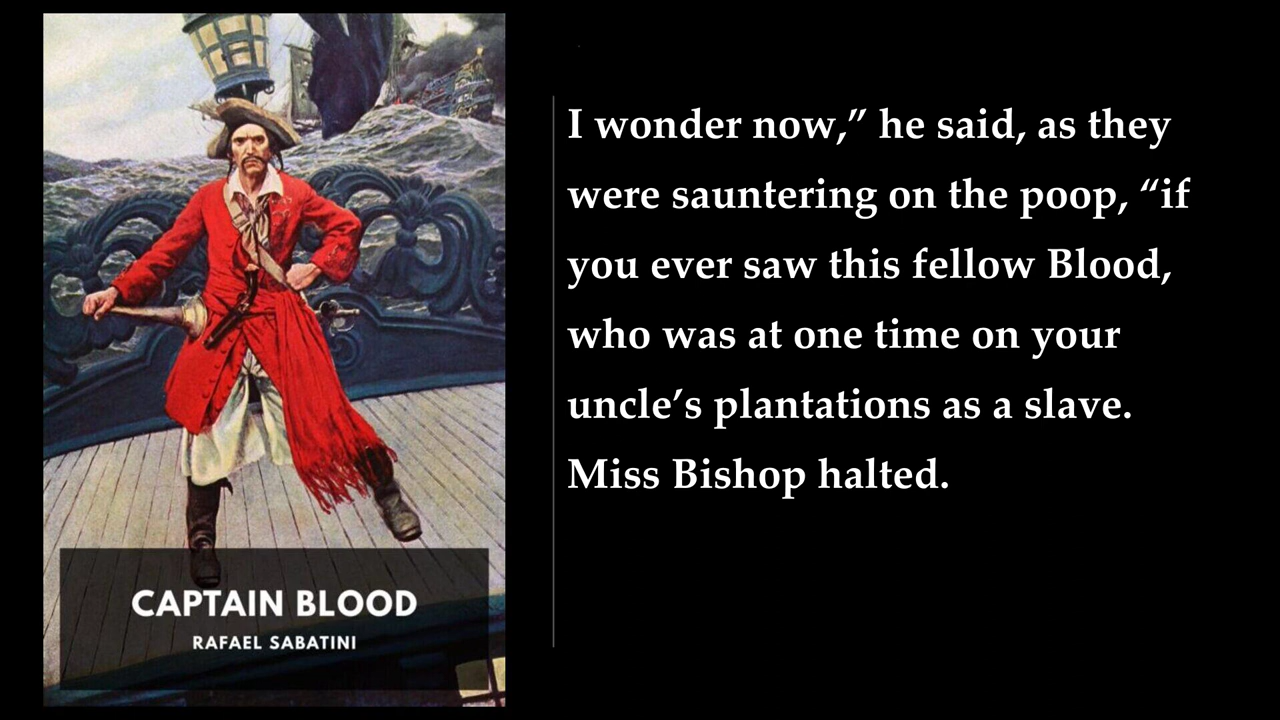 I wonder now,” he said, as they
were sauntering on the poop, “if
you ever saw this fellow Blood,
who was at one time on your
uncle’s plantations as a slave.
Miss Bishop halted.
CAPTAIN BLOOD
RAFAEL SABATINI